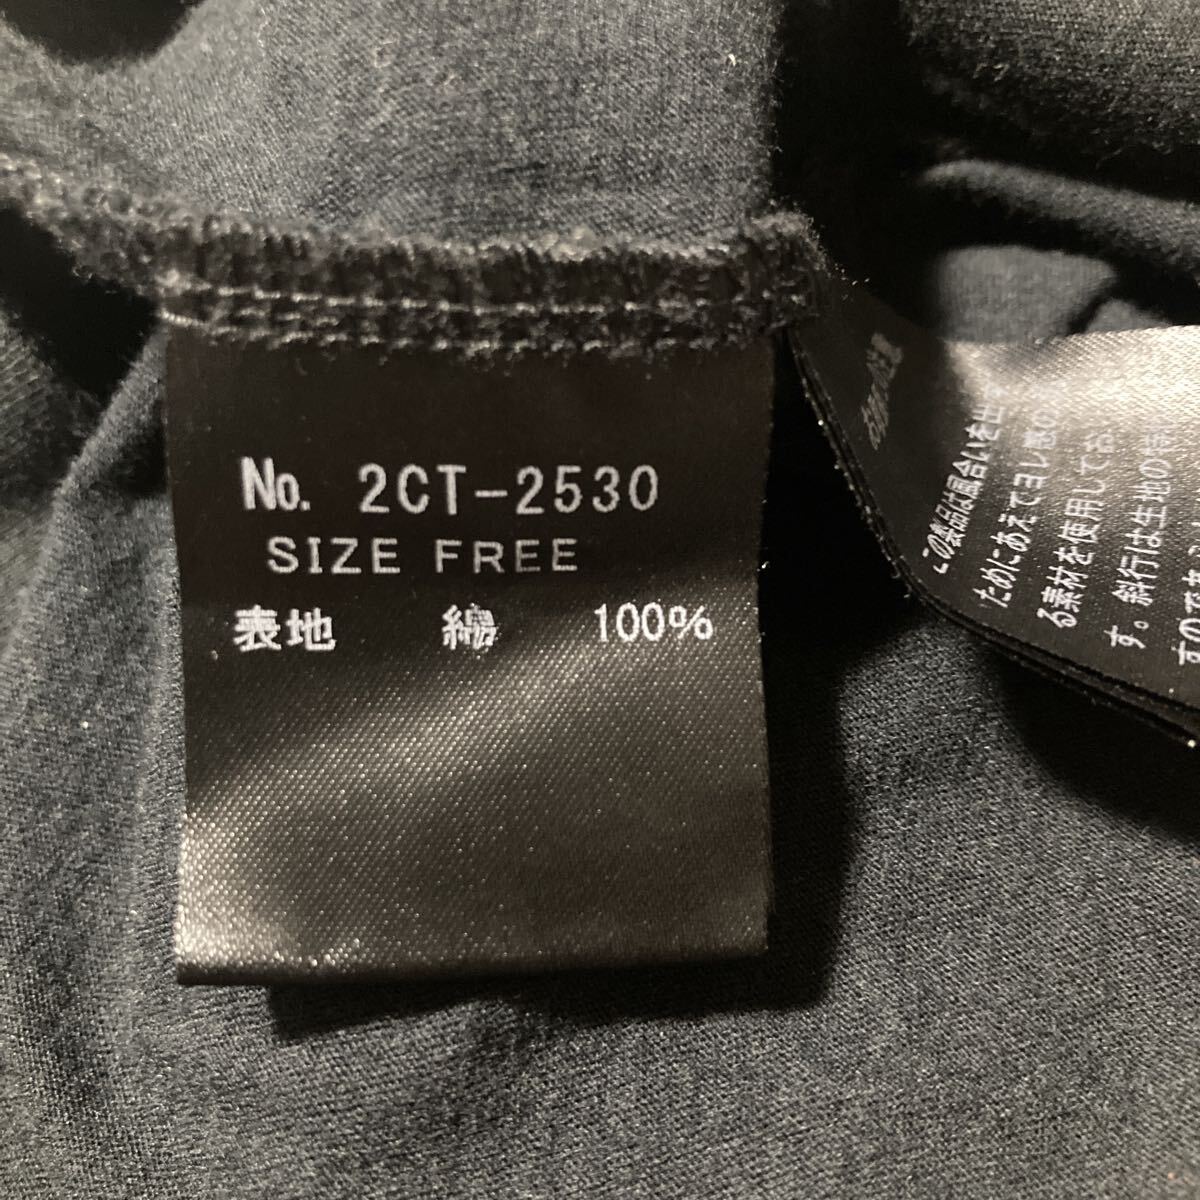 No. 2CT-2530
SIZE FREE
表地 綿 100%
この製品は風合いを出す
ためにあえてヨレ感の
る素材を使用して
す。斜行は生地の特